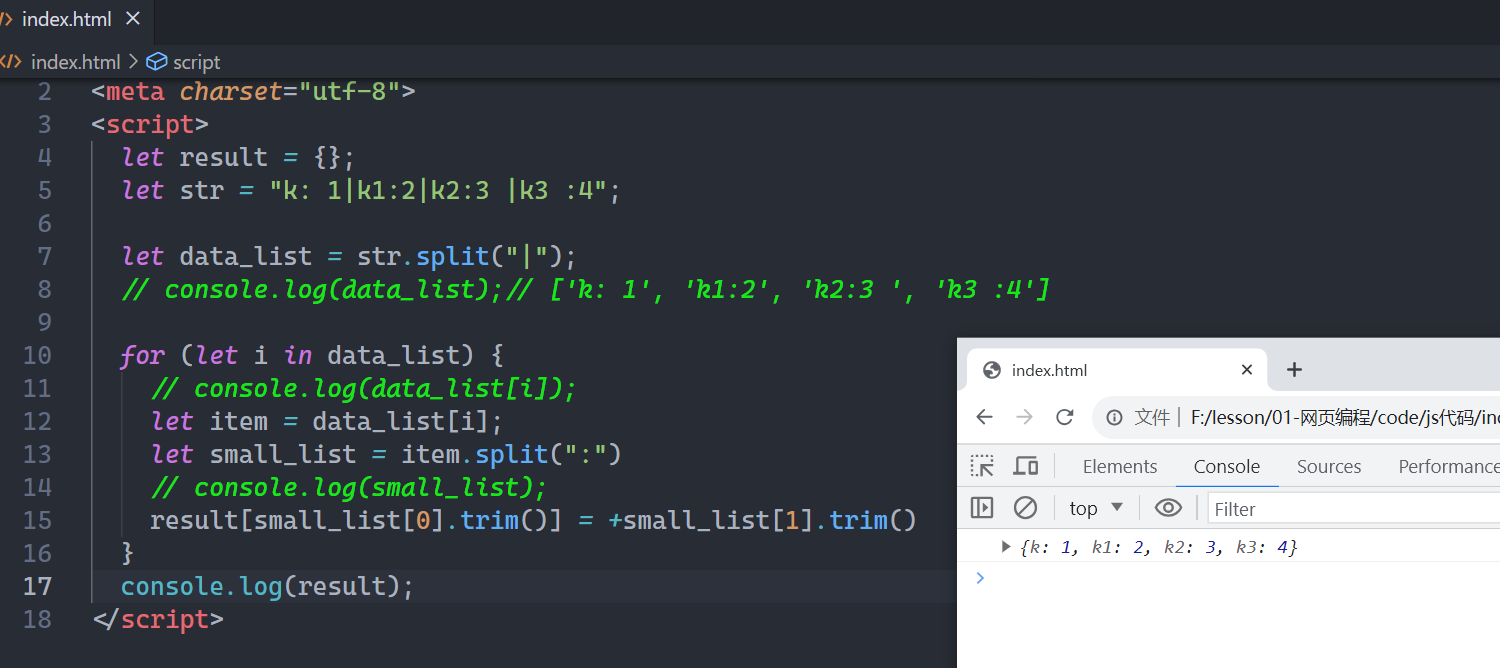 index.html
index.html > script
2 <meta charset="utf-8">
3 <script>
4 let result = {};
5 let str = "k: 1|k1:2|k2:3 |k3 :4";
6
7 let data_list = str.split("|");
8 // console.log(data_list);// ['k: 1', 'k1:2', 'k2:3 ', 'k3 :4']
9
10 for (let i in data_list) {
11 // console.log(data_list[i]);
12 let item = data_list[i];
13 let small_list = item.split(":")
14 // console.log(small_list);
15 result[small_list[0].trim()] = +small_list[1].trim()
16 }
17 console.log(result);
18 </script>
index.html
文件 | F:/lesson/01-网页编程/code/js代码/in
Elements Console Sources Performance
top Filter
{k: 1, k1: 2, k2: 3, k3: 4}